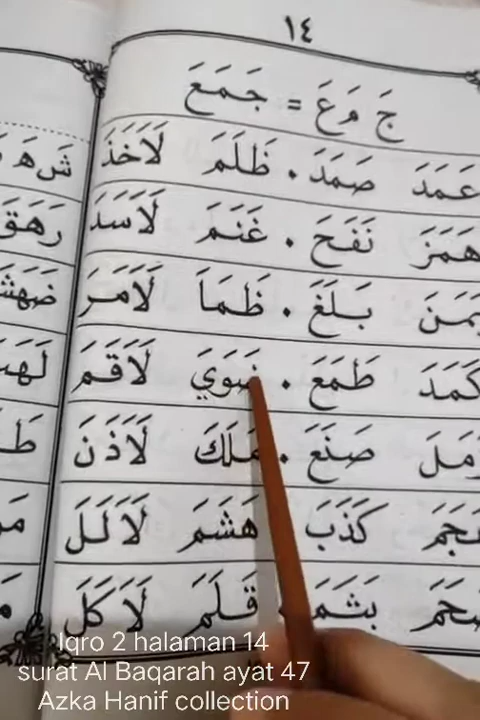 ١٤
جَ مَ عَ = جَمَعَ
عَمَدَ صَمَدَ . ظَلَمَ لَاَخَذَ
هَمَزَ نَفَحَ . غَنَمَ لَاَسَدَ
يَمَنَ بَلَغَ . ظَمَاَ لَاَمَرَ
كَمَدَ طَمَعَ . لَاَقَمَ
صَنَعَ . مَلَكَ لَاَذَنَ
كَذَبَ هَشَمَ لَاَلَلَ
بَثَمَ قَلَمَ لَاَكَلَ
Iqro 2 halaman 14
surat Al Baqarah ayat 47
Azka Hanif collection